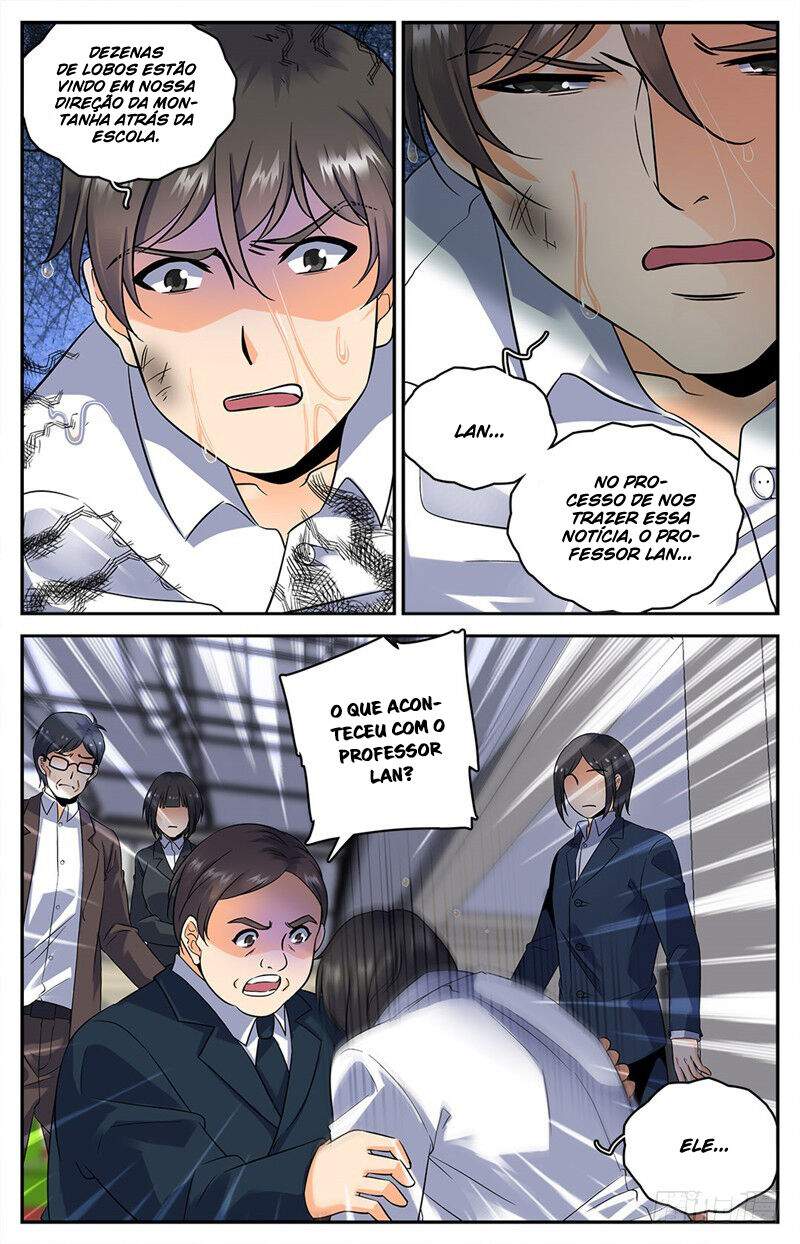 DEZENAS
DE LOBOS ESTÃO
VINDO EM NOSSA
DIREÇÃO DA MON-
TANHA ATRÁS DA
ESCOLA.
LAN...
NO PRO-
CESSO DE NOS
TRAZER ESSA
NOTÍCIA, O PRO-
FESSOR LAN...
O QUE ACON-
TECEU COM O
PROFESSOR
LAN?
ELE...